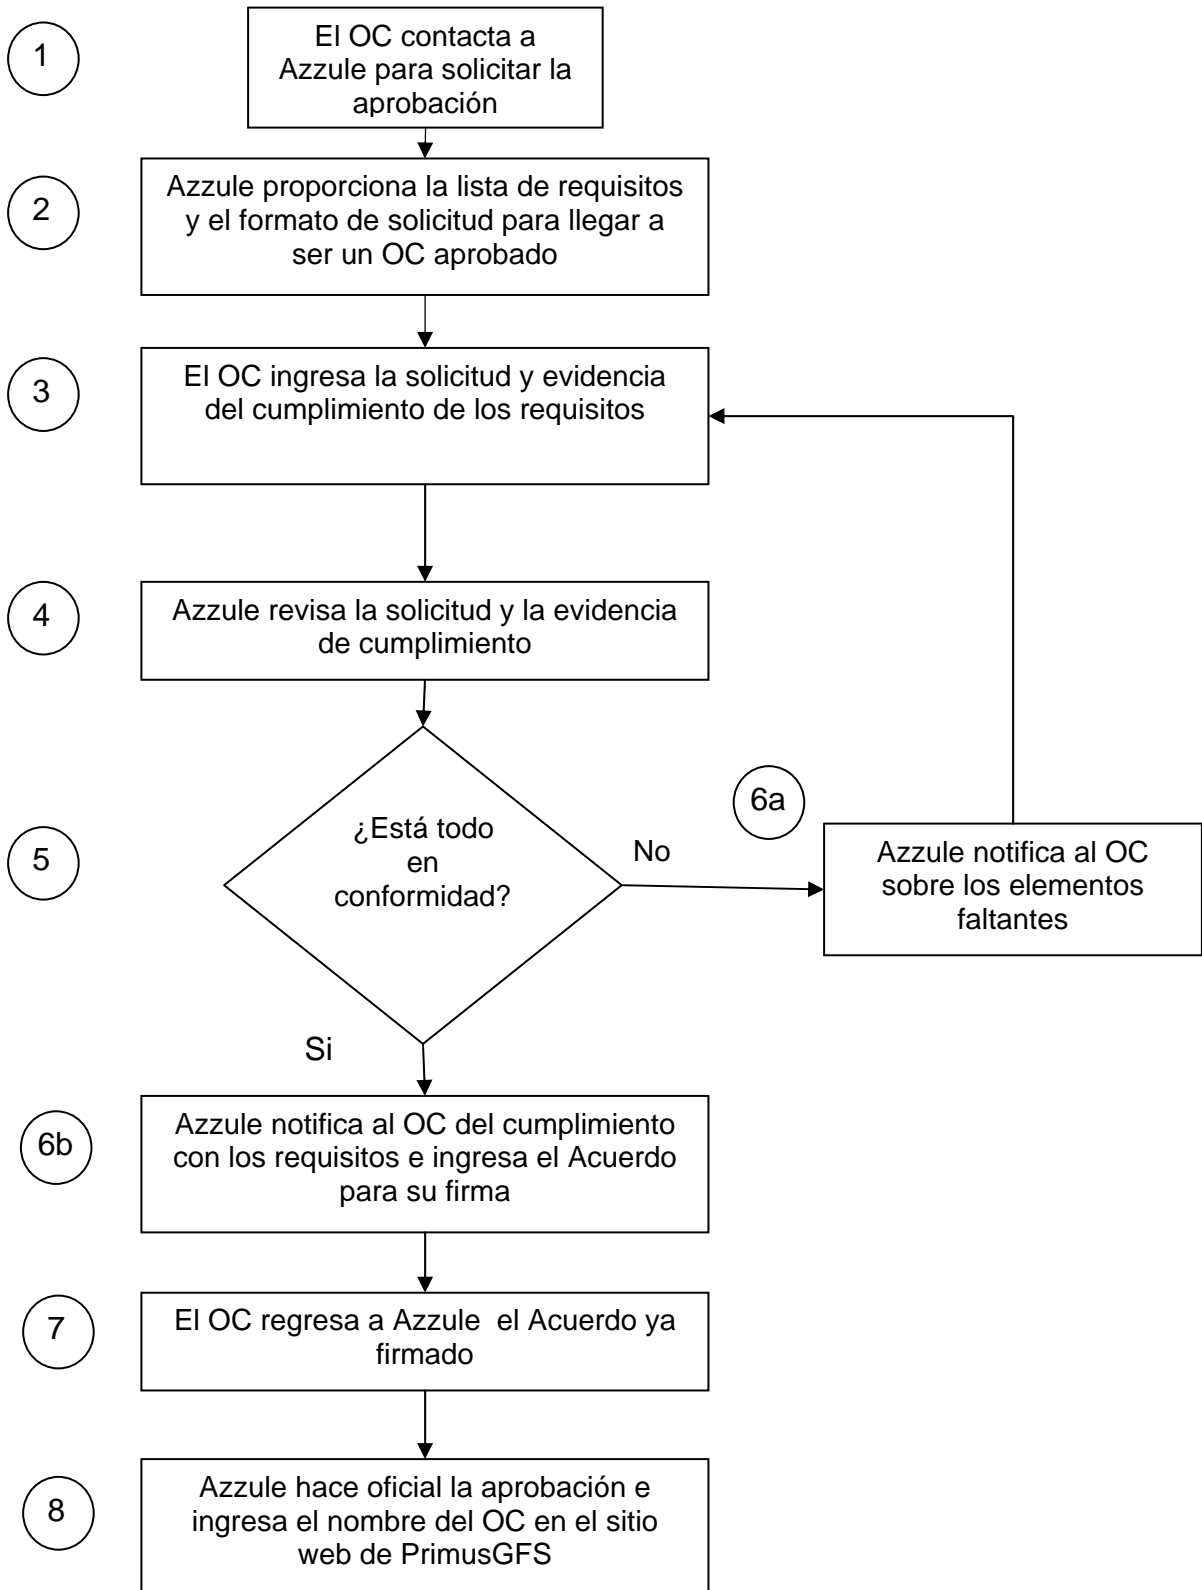 1
El OC contacta a
Azzule para solicitar la
aprobación
2
Azzule proporciona la lista de requisitos
y el formato de solicitud para llegar a
ser un OC aprobado
3
El OC ingresa la solicitud y evidencia
del cumplimiento de los requisitos
4
Azzule revisa la solicitud y la evidencia
de cumplimiento
5
¿Está todo
en
conformidad?
No
6a
Azzule notifica al OC
sobre los elementos
faltantes
Si
6b
Azzule notifica al OC del cumplimiento
con los requisitos e ingresa el Acuerdo
para su firma
7
El OC regresa a Azzule  el Acuerdo ya
firmado
8
Azzule hace oficial la aprobación e
ingresa el nombre del OC en el sitio
web de PrimusGFS